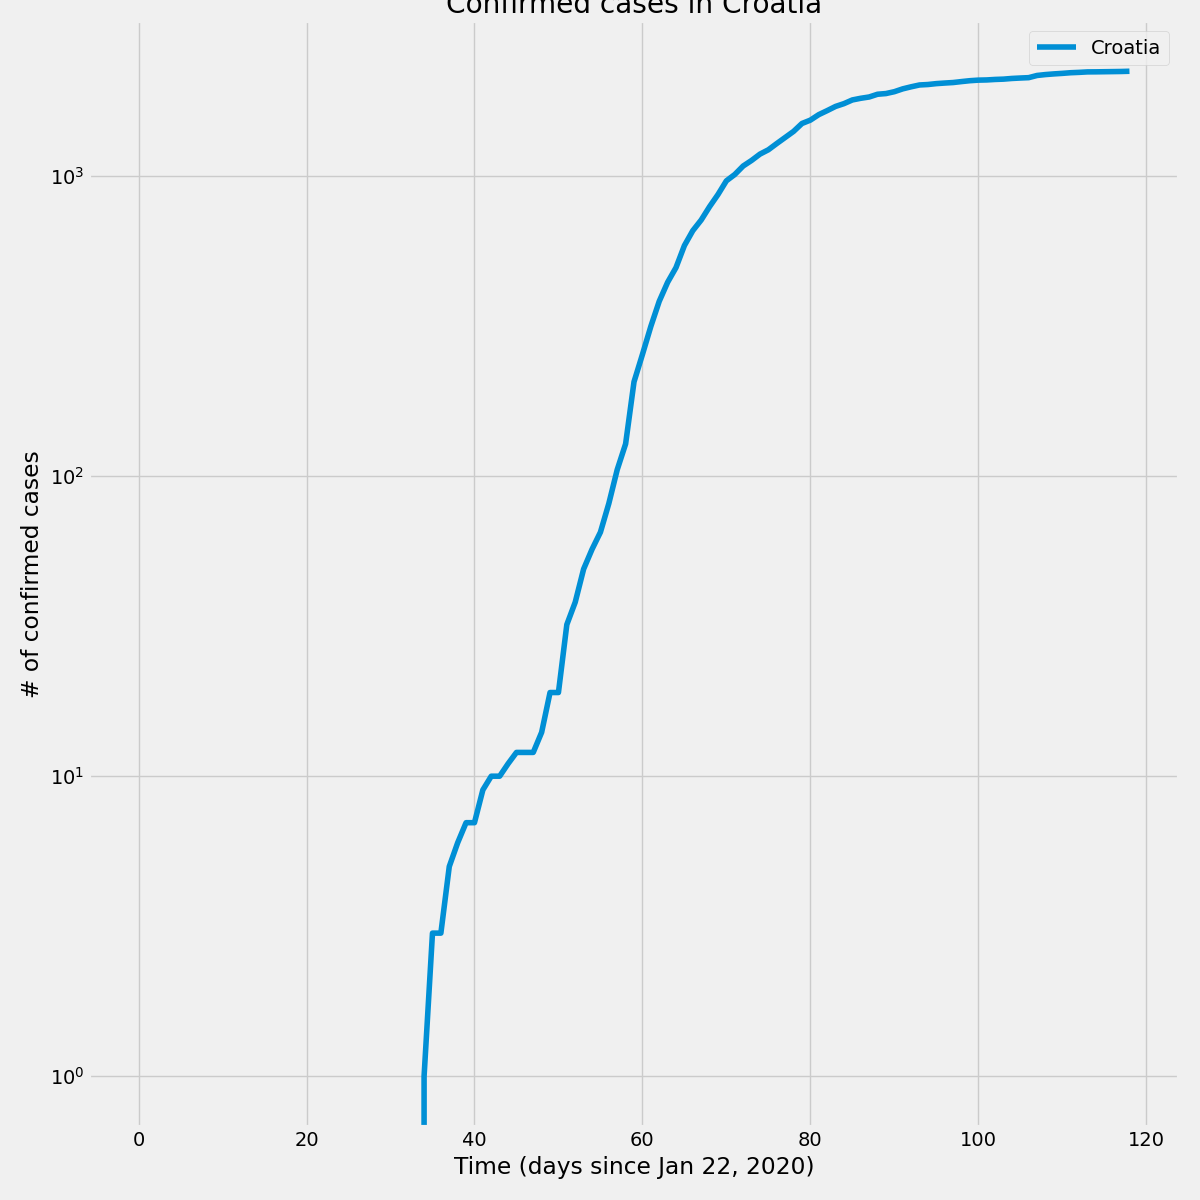 Confirmed cases in Croatia
Croatia
10³
10²
10¹
10⁰
# of confirmed cases
0 20 40 60 80 100 120
Time (days since Jan 22, 2020)